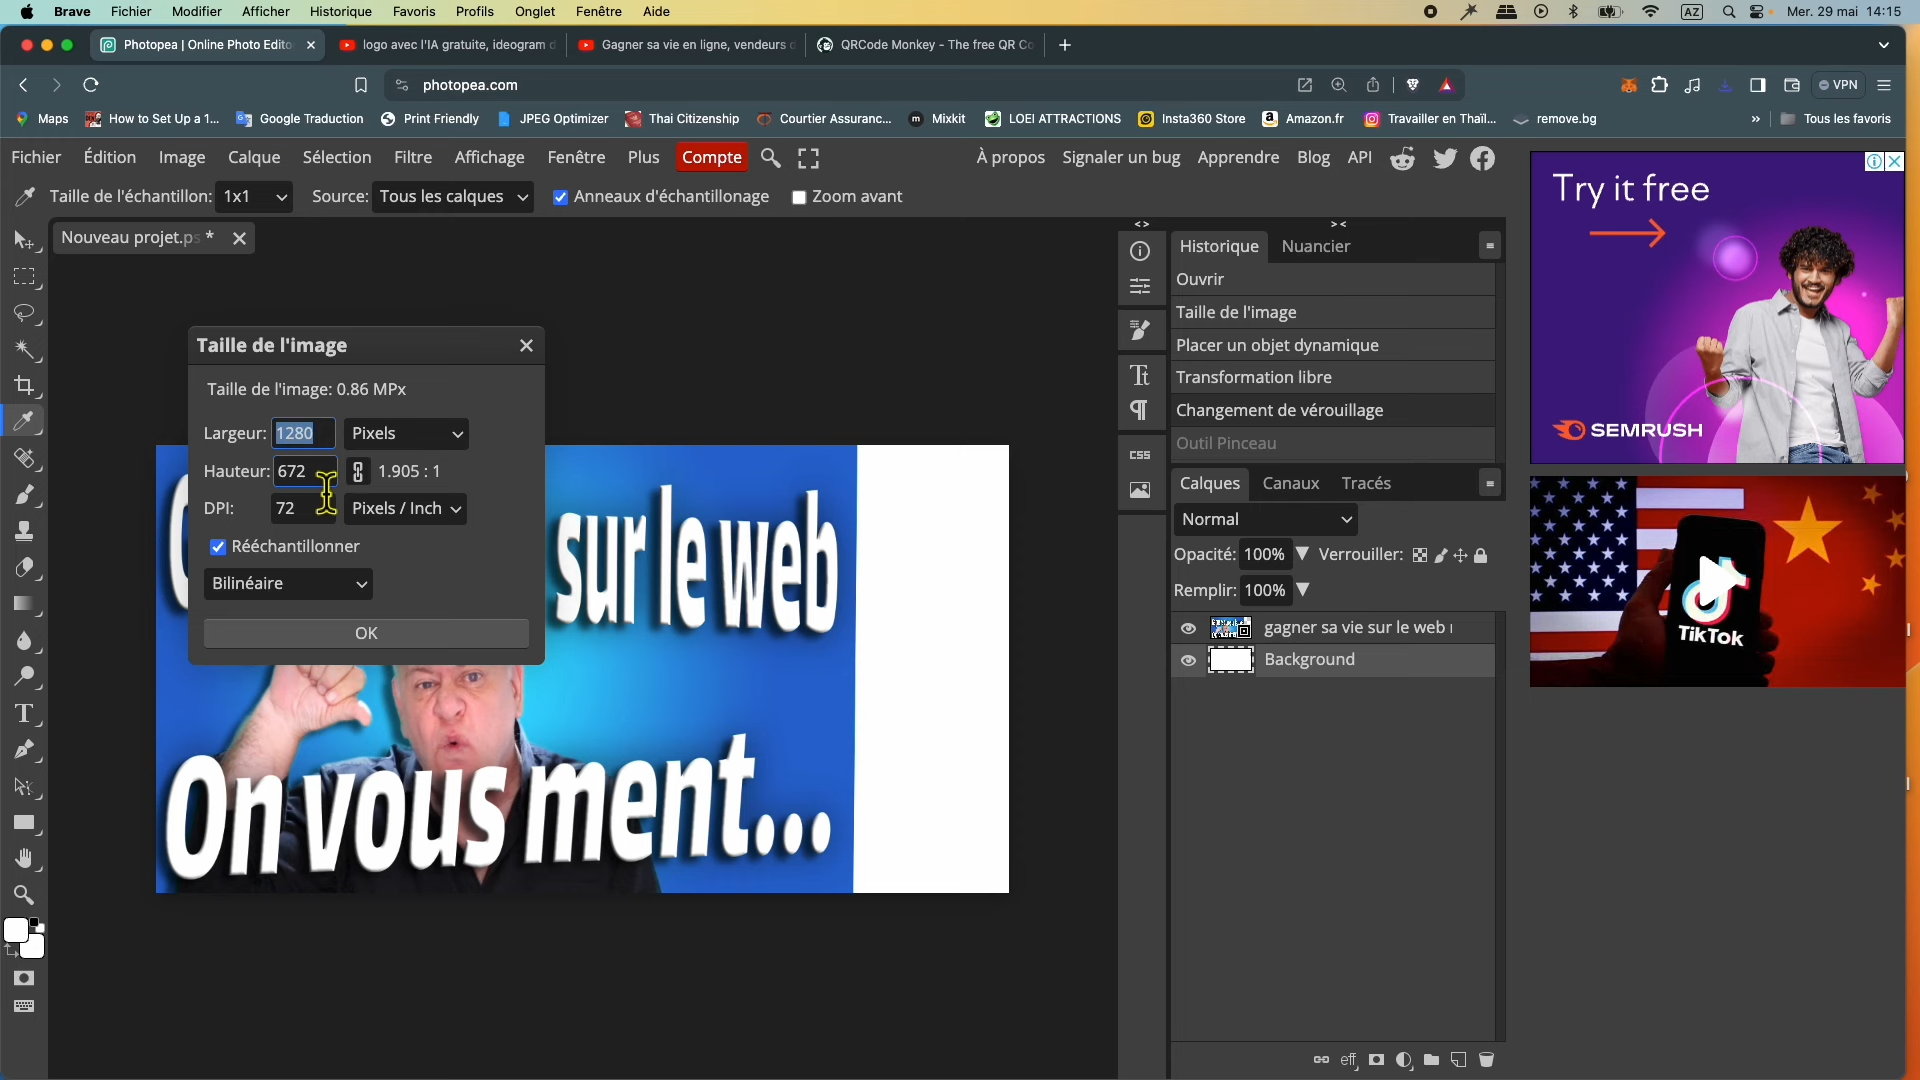 Brave Fichier Modifier Afficher Historique Favoris Profils Onglet Fenêtre Aide
AZ Mer. 29 mai 14:15
Photopea | Online Photo Edito
logo avec l'IA gratuite, ideogram
Gagner sa vie en ligne, vendeurs
QRCode Monkey - The free QR Co
photopea.com
VPN
Maps How to Set Up a 1... Google Traduction Print Friendly JPEG Optimizer Thai Citizenship Courtier Assuranc... Mixkit LOEI ATTRACTIONS Insta360 Store Amazon.fr Travailler en Thaïl... remove.bg » Tous les favoris
Fichier Édition Image Calque Sélection Filtre Affichage Fenêtre Plus Compte
À propos Signaler un bug Apprendre Blog API
Taille de l'échantillon: 1x1 Source: Tous les calques Anneaux d'échantillonage Zoom avant
Nouveau projet.ps *
Taille de l'image
Taille de l'image: 0.86 MPx
Largeur: 1280 Pixels
Hauteur: 672 1.905 : 1
DPI: 72 Pixels / Inch
Rééchantillonner
Bilinéaire
OK
sur le web
On vous ment...
<> ><
CSS
Historique Nuancier
Ouvrir
Taille de l'image
Placer un objet dynamique
Transformation libre
Changement de vérouillage
Outil Pinceau
Calques Canaux Tracés
Normal
Opacité: 100% Verrouiller:
Remplir: 100%
gagner sa vie sur le web
Background
eff
Try it free
SEMRUSH
TikTok